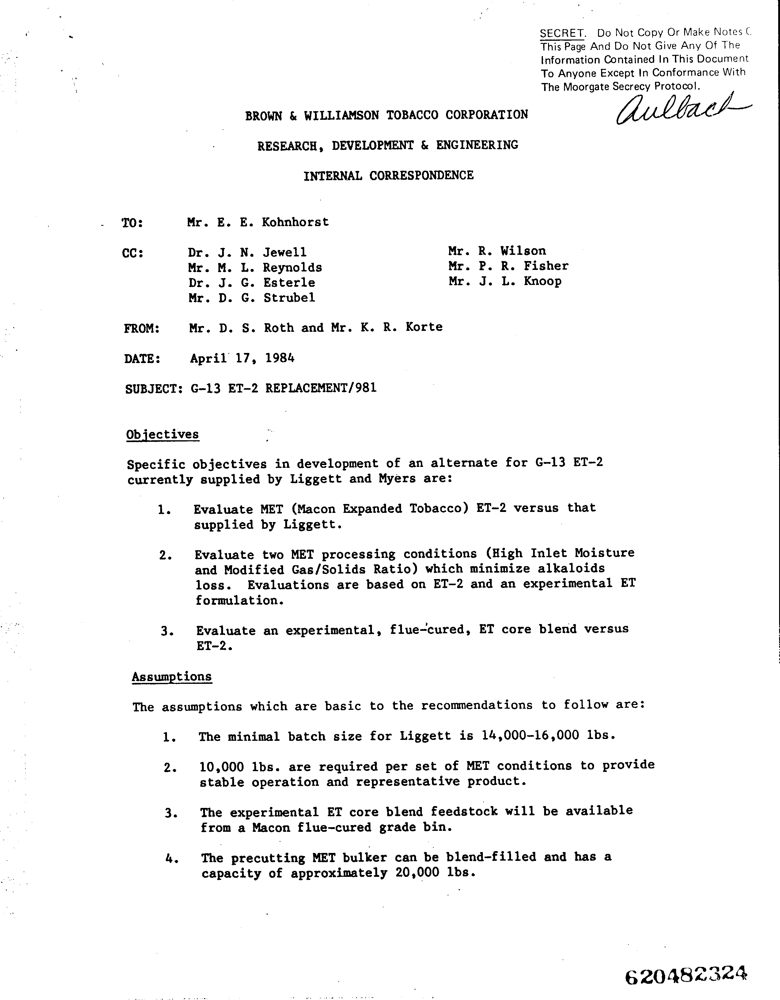 SECRET. Do Not Copy Or Make Notes
This Page And Do Not Give Any Of The
Information Contained In This Document
To Anyone Except In Conformance With
The Moorgate Secrecy Protocol.
Aulbach
BROWN & WILLIAMSON TOBACCO CORPORATION
RESEARCH, DEVELOPMENT & ENGINEERING
INTERNAL CORRESPONDENCE
TO: Mr. E. E. Kohnhorst
CC: Dr. J. N. Jewell Mr. R. Wilson
Mr. M. L. Reynolds Mr. P. R. Fisher
Dr. J. G. Esterle Mr. J. L. Knoop
Mr. D. G. Strubel
FROM: Mr. D. S. Roth and Mr. K. R. Korte
DATE: April 17, 1984
SUBJECT: G-13 ET-2 REPLACEMENT/981
Objectives
Specific objectives in development of an alternate for G-13 ET-2
currently supplied by Liggett and Myers are:
1. Evaluate MET (Macon Expanded Tobacco) ET-2 versus that
supplied by Liggett.
2. Evaluate two MET processing conditions (High Inlet Moisture
and Modified Gas/Solids Ratio) which minimize alkaloids
loss. Evaluations are based on ET-2 and an experimental ET
formulation.
3. Evaluate an experimental, flue-cured, ET core blend versus
ET-2.
Assumptions
The assumptions which are basic to the recommendations to follow are:
1. The minimal batch size for Liggett is 14,000-16,000 lbs.
2. 10,000 lbs. are required per set of MET conditions to provide
stable operation and representative product.
3. The experimental ET core blend feedstock will be available
from a Macon flue-cured grade bin.
4. The precutting MET bulker can be blend-filled and has a
capacity of approximately 20,000 lbs.
620482324